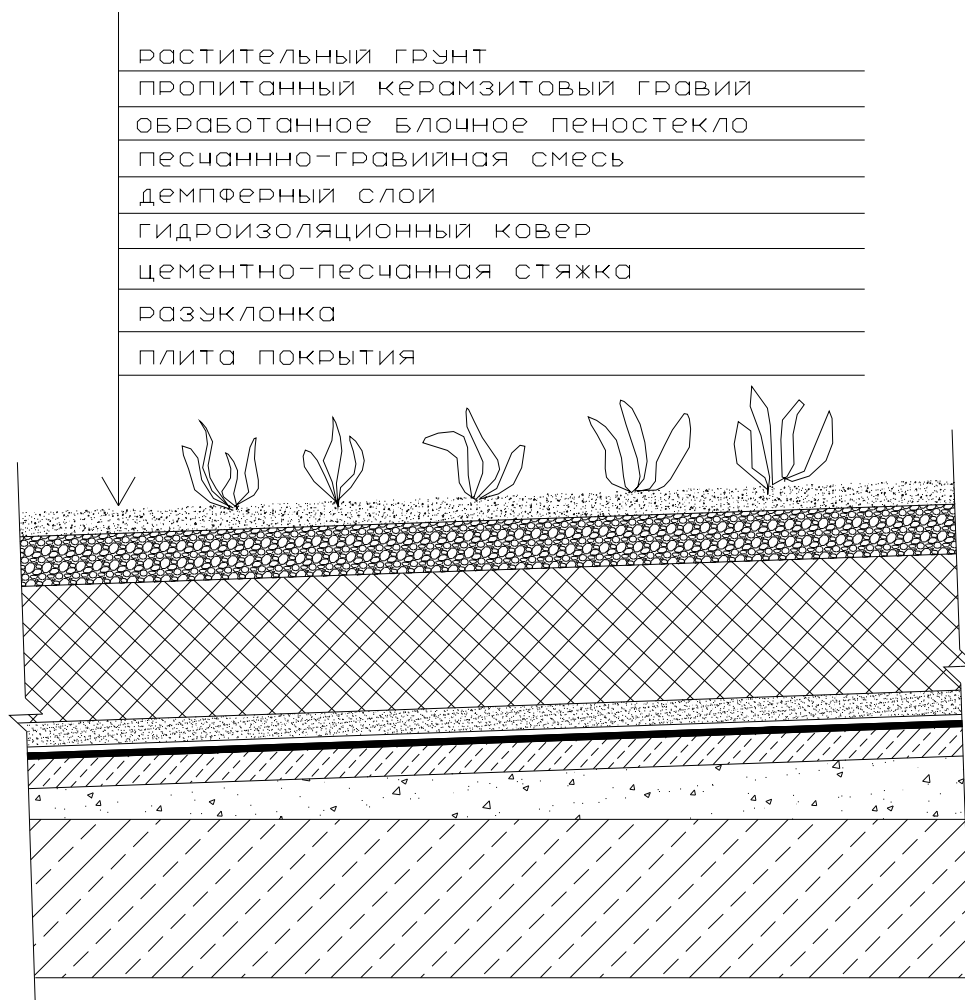 растительный грунт
пропитанный керамзитовый гравий
обработанное блочное пеностекло
песчаннно-гравийная смесь
демпферный слой
гидроизоляционный ковер
цементно-песчанная стяжка
разуклонка
плита покрытия